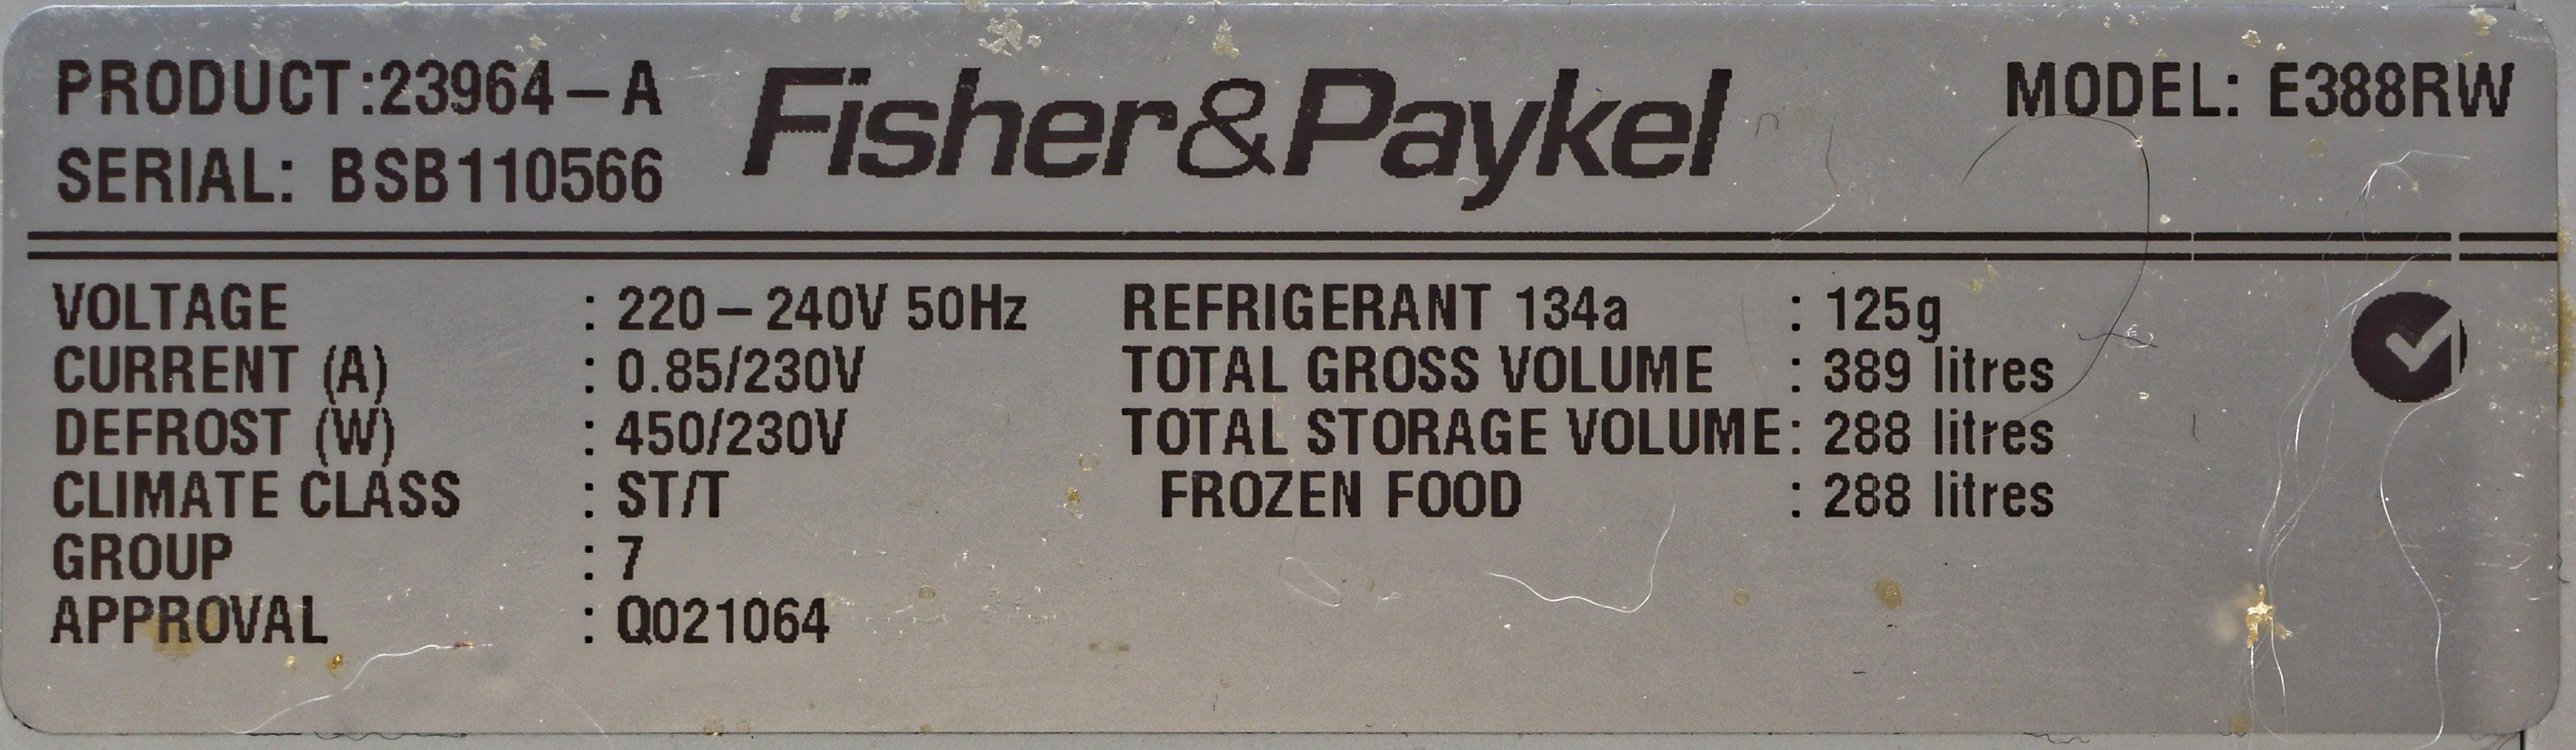 PRODUCT:23964-A
SERIAL: BSB110566
Fisher&Paykel
MODEL: E388RW
VOLTAGE : 220-240V 50Hz
CURRENT (A) : 0.85/230V
DEFROST (W) : 450/230V
CLIMATE CLASS : ST/T
GROUP : 7
APPROVAL : Q021064
REFRIGERANT 134a : 125g
TOTAL GROSS VOLUME : 389 litres
TOTAL STORAGE VOLUME: 288 litres
FROZEN FOOD : 288 litres